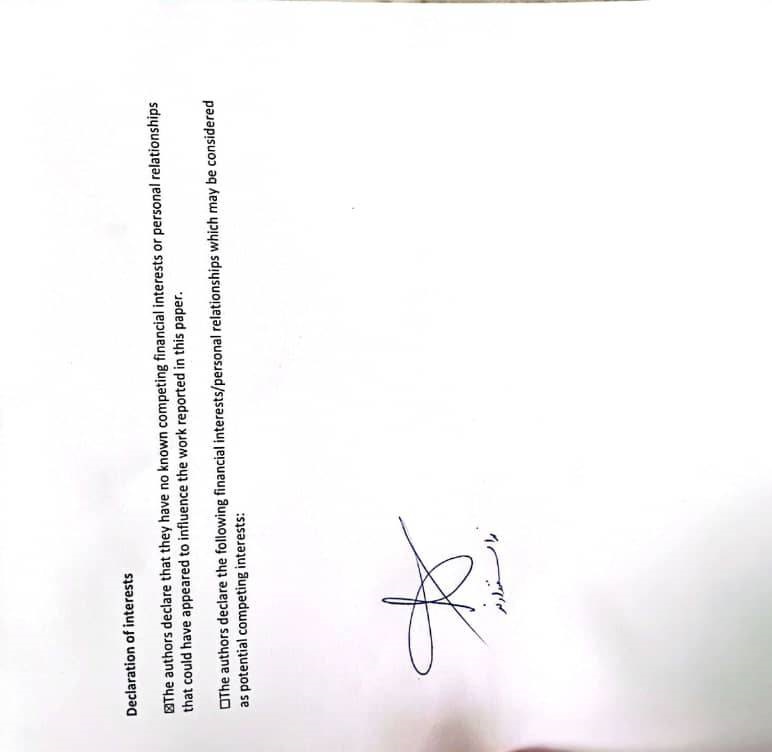 Declaration of interests
☒The authors declare that they have no known competing financial interests or personal relationships
that could have appeared to influence the work reported in this paper.
☐The authors declare the following financial interests/personal relationships which may be considered
as potential competing interests: